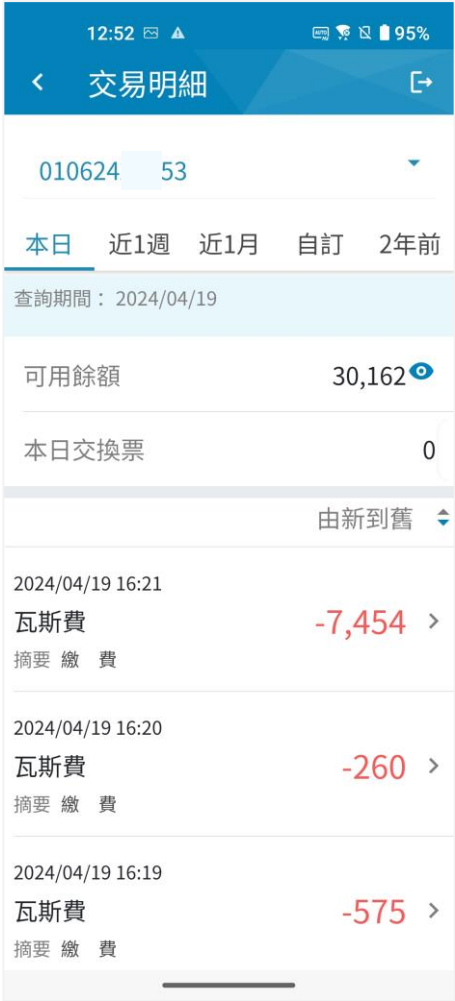 12:52 95%
交易明細
010624 53
本日 近1週 近1月 自訂 2年前
查詢期間： 2024/04/19
可用餘額 30,162
本日交換票 0
由新到舊
2024/04/19 16:21
瓦斯費 -7,454
摘要 繳 費
2024/04/19 16:20
瓦斯費 -260
摘要 繳 費
2024/04/19 16:19
瓦斯費 -575
摘要 繳 費